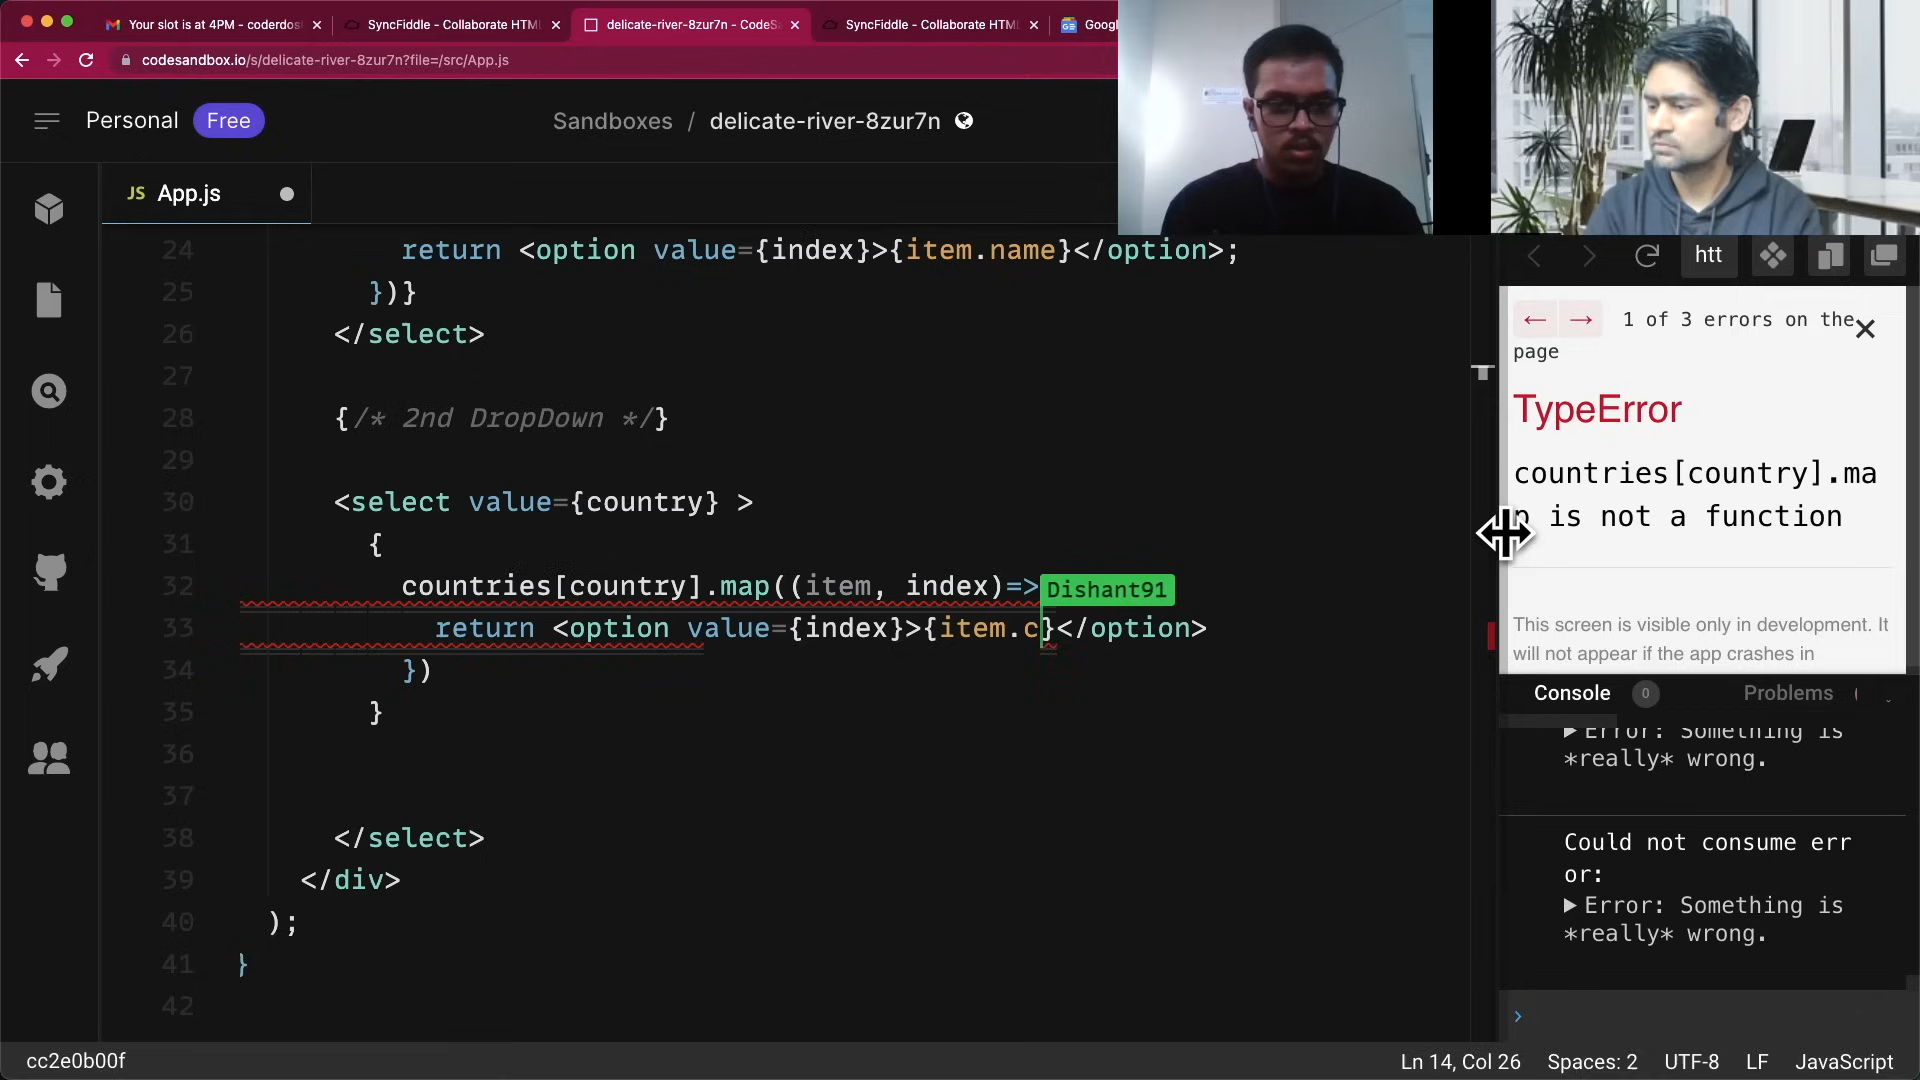 Your slot is at 4PM - coderdos
SyncFiddle - Collaborate HTML
delicate-river-8zur7n - CodeSa
SyncFiddle - Collaborate HTML
Goog
codesandbox.io/s/delicate-river-8zur7n?file=/src/App.js
Personal Free
Sandboxes / delicate-river-8zur7n
JS App.js
24 return <option value={index}>{item.name}</option>;
25 })}
26 </select>
27
28 {/* 2nd DropDown */}
29
30 <select value={country} >
31 {
32 countries[country].map((item, index)=>
Dishant91
33 return <option value={index}>{item.c}</option>
34 })
35 }
36
37
38 </select>
39 </div>
40 );
41 }
42
htt
← → 1 of 3 errors on the
page
TypeError
countries[country].ma
p is not a function
This screen is visible only in development. It
will not appear if the app crashes in
Console 0 Problems
Error: Something is
*really* wrong.
Could not consume err
or:
Error: Something is
*really* wrong.
cc2e0b00f
Ln 14, Col 26 Spaces: 2 UTF-8 LF JavaScript